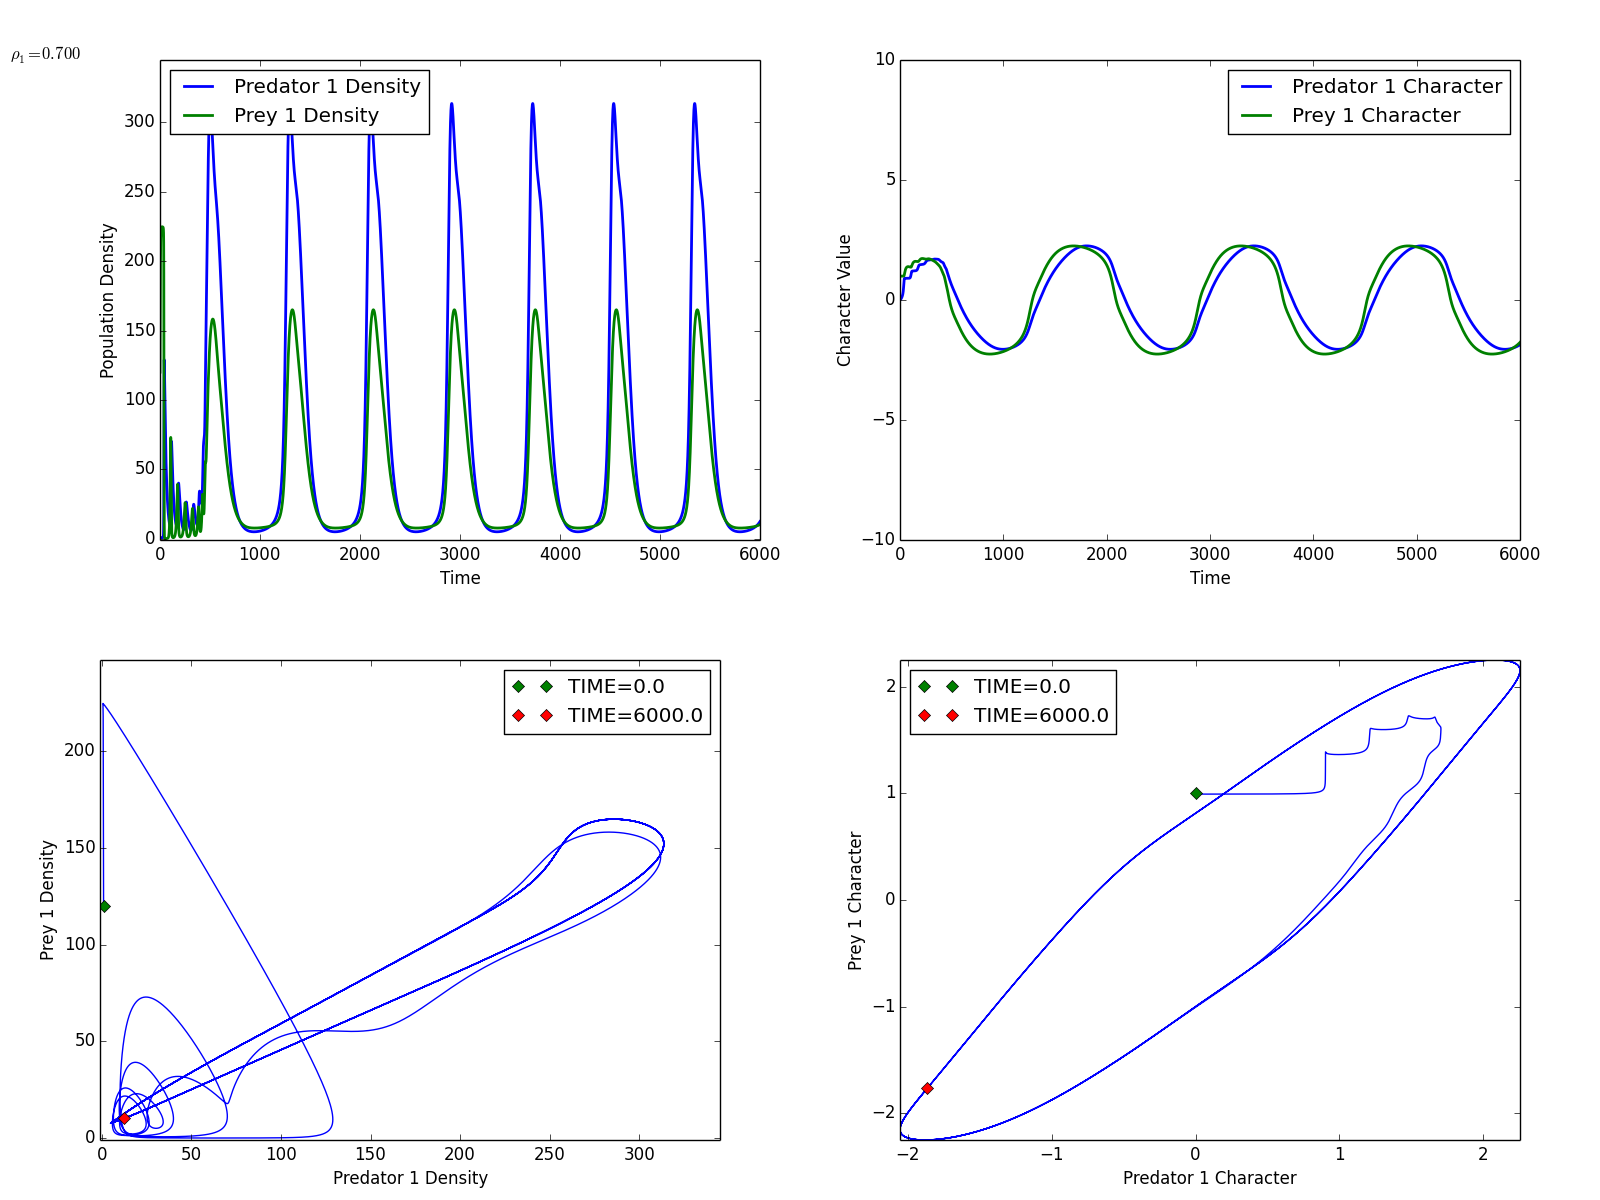 ρ₁=0.700
Predator 1 Density
Prey 1 Density
Population Density
300
250
200
150
100
50
0
0 1000 2000 3000 4000 5000 6000
Time
Predator 1 Character
Prey 1 Character
Character Value
10
5
0
−5
−10
0 1000 2000 3000 4000 5000 6000
Time
TIME=0.0
TIME=6000.0
Prey 1 Density
200
150
100
50
0
0 50 100 150 200 250 300
Predator 1 Density
TIME=0.0
TIME=6000.0
Prey 1 Character
2
1
0
−1
−2
−2 −1 0 1 2
Predator 1 Character